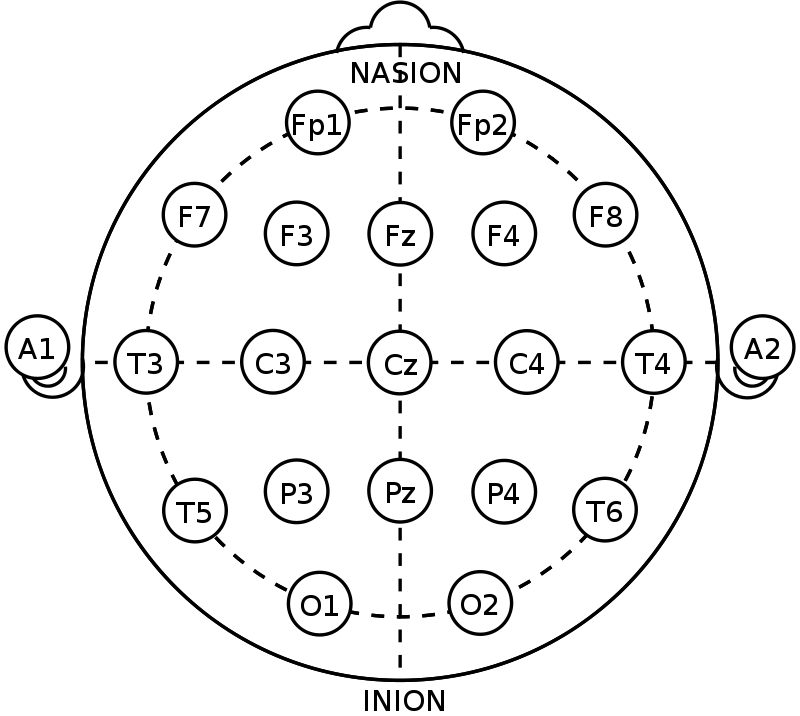 NASION
Fp1 Fp2
F7 F3 Fz F4 F8
A1 T3 C3 Cz C4 T4 A2
T5 P3 Pz P4 T6
O1 O2
INION